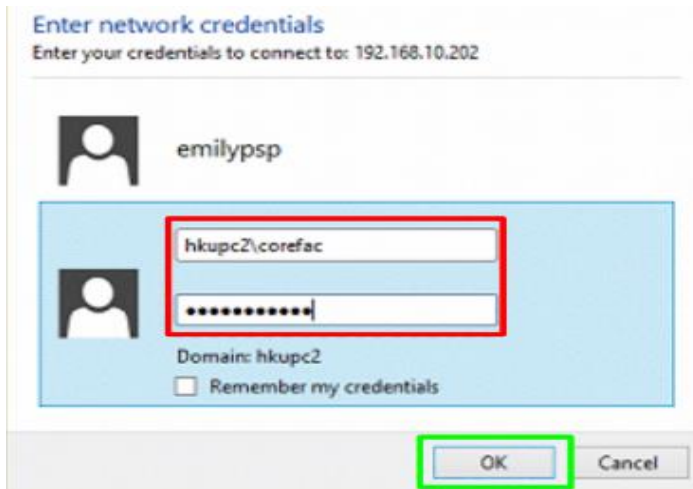 Enter network credentials
Enter your credentials to connect to: 192.168.10.202
emilypsp
hkupc2\corefac
●●●●●●●●●●●
Domain: hkupc2
Remember my credentials
OK Cancel